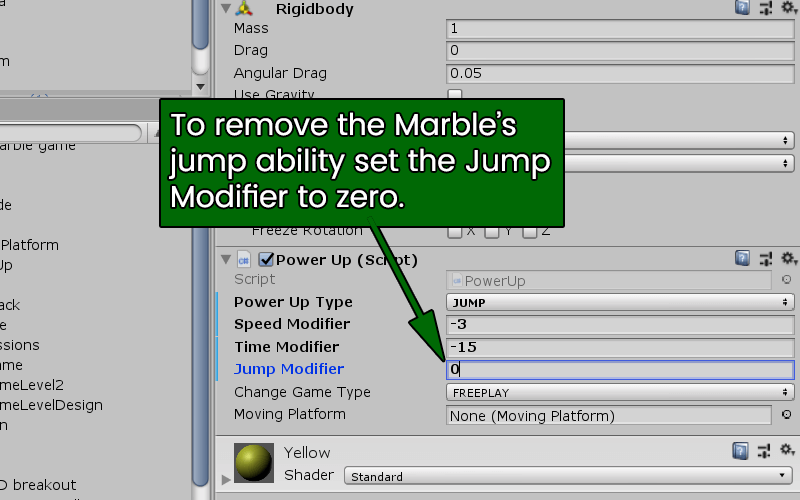 Rigidbody
Mass 1
Drag 0
Angular Drag 0.05
Use Gravity
To remove the Marble's
jump ability set the Jump
Modifier to zero.
arble game
de
Platform
Up
Freeze Rotation X Y Z
Power Up (Script)
Script PowerUp
Power Up Type JUMP
Speed Modifier -3
Time Modifier -15
Jump Modifier 0
Change Game Type FREEPLAY
Moving Platform None (Moving Platform)
ack
e
ssions
ame
meLevel2
meLevelDesign
n
D breakout
Yellow
Shader Standard